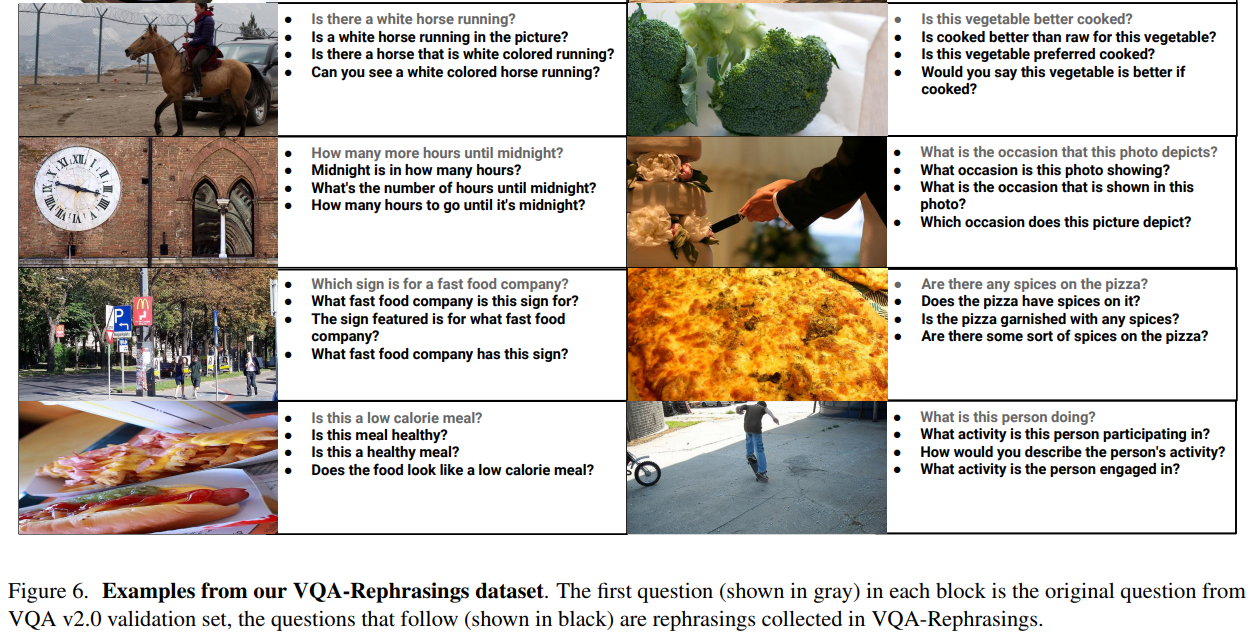 Is there a white horse running?
Is a white horse running in the picture?
Is there a horse that is white colored running?
Can you see a white colored horse running?
Is this vegetable better cooked?
Is cooked better than raw for this vegetable?
Is this vegetable preferred cooked?
Would you say this vegetable is better if
cooked?
How many more hours until midnight?
Midnight is in how many hours?
What's the number of hours until midnight?
How many hours to go until it's midnight?
What is the occasion that this photo depicts?
What occasion is this photo showing?
What is the occasion that is shown in this
photo?
Which occasion does this picture depict?
Which sign is for a fast food company?
What fast food company is this sign for?
The sign featured is for what fast food
company?
What fast food company has this sign?
P
M
Are there any spices on the pizza?
Does the pizza have spices on it?
Is the pizza garnished with any spices?
Are there some sort of spices on the pizza?
Is this a low calorie meal?
Is this meal healthy?
Is this a healthy meal?
Does the food look like a low calorie meal?
What is this person doing?
What activity is this person participating in?
How would you describe the person's activity?
What activity is the person engaged in?
Figure 6. Examples from our VQA-Rephrasings dataset. The first question (shown in gray) in each block is the original question from
VQA v2.0 validation set, the questions that follow (shown in black) are rephrasings collected in VQA-Rephrasings.